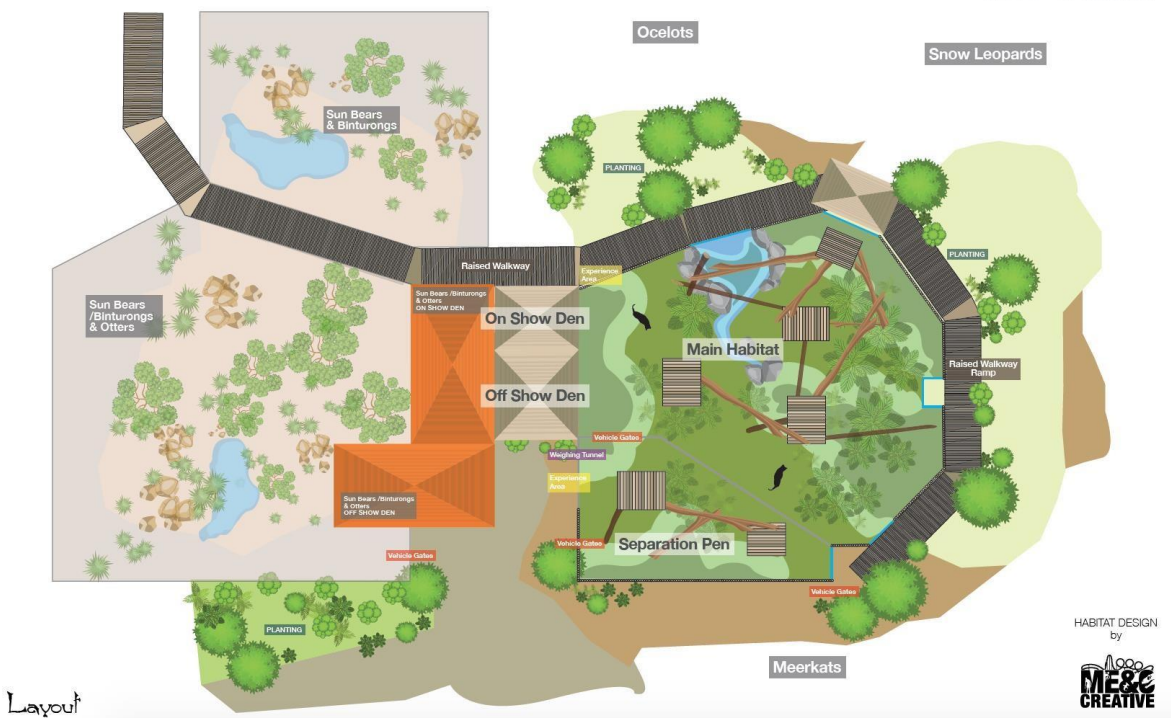 Ocelots
Snow Leopards
Sun Bears
& Binturongs
PLANTING
PLANTING
Raised Walkway
Experience
Area
Sun Bears
/Binturongs
& Otters
Sun Bears /Binturongs
& Otters
ON SHOW DEN
On Show Den
Main Habitat
Raised Walkway
Ramp
Off Show Den
Vehicle Gates
Weighing Tunnel
Experience
Area
Sun Bears /Binturongs
& Otters
OFF SHOW DEN
Vehicle Gates
Separation Pen
Vehicle Gates
Vehicle Gates
PLANTING
Meerkats
HABITAT DESIGN
by
ME&C
CREATIVE
Layout